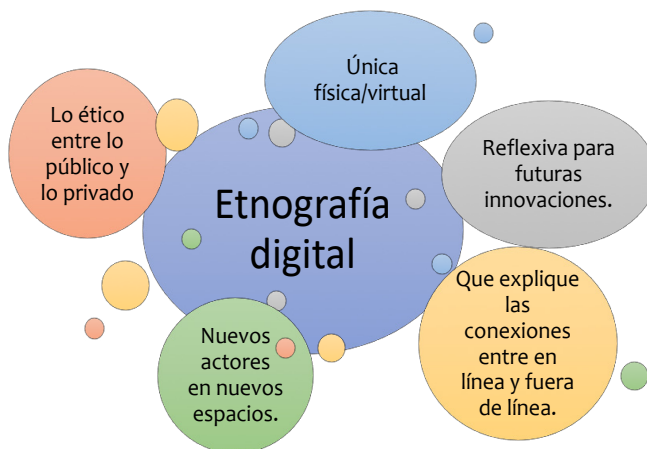 Única
física/virtual
Lo ético
entre lo
público y
lo privado
Reflexiva para
futuras
innovaciones.
Etnografía
digital
Que explique
las
conexiones
entre en
línea y fuera
de línea.
Nuevos
actores
en nuevos
espacios.